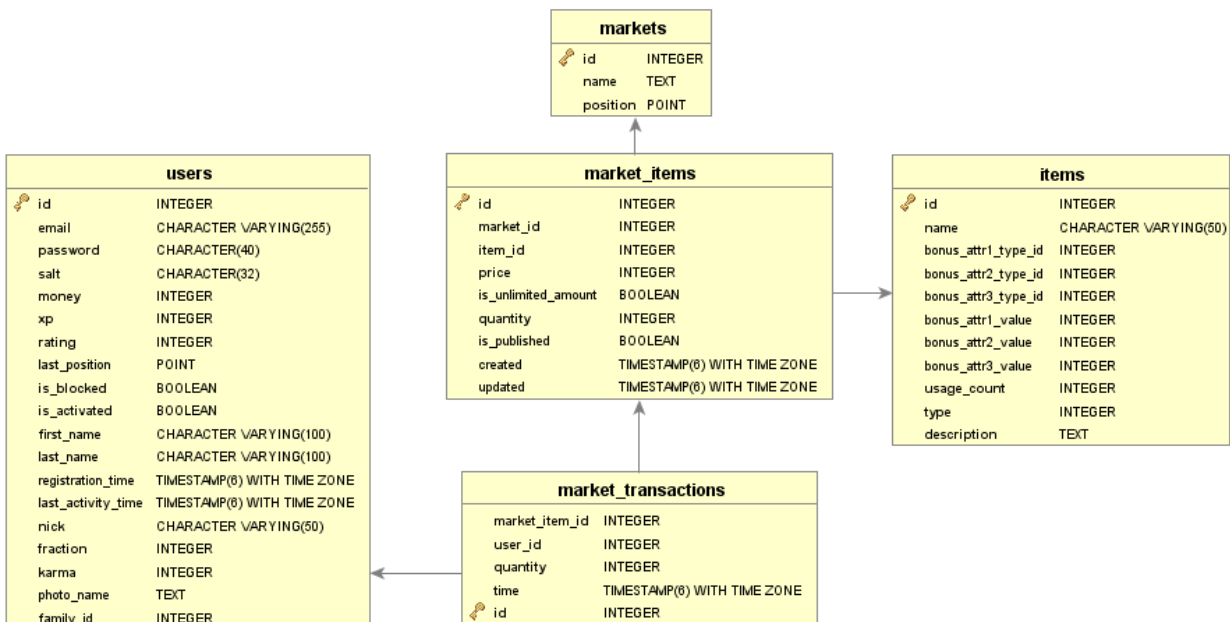 markets
id INTEGER
name TEXT
position POINT
users
id INTEGER
email CHARACTER VARYING(255)
password CHARACTER(40)
salt CHARACTER(32)
money INTEGER
xp INTEGER
rating INTEGER
last_position POINT
is_blocked BOOLEAN
is_activated BOOLEAN
first_name CHARACTER VARYING(100)
last_name CHARACTER VARYING(100)
registration_time TIMESTAMP(6) WITH TIME ZONE
last_activity_time TIMESTAMP(6) WITH TIME ZONE
nick CHARACTER VARYING(50)
fraction INTEGER
karma INTEGER
photo_name TEXT
family_id INTEGER
market_items
id INTEGER
market_id INTEGER
item_id INTEGER
price INTEGER
is_unlimited_amount BOOLEAN
quantity INTEGER
is_published BOOLEAN
created TIMESTAMP(6) WITH TIME ZONE
updated TIMESTAMP(6) WITH TIME ZONE
items
id INTEGER
name CHARACTER VARYING(50)
bonus_attr1_type_id INTEGER
bonus_attr2_type_id INTEGER
bonus_attr3_type_id INTEGER
bonus_attr1_value INTEGER
bonus_attr2_value INTEGER
bonus_attr3_value INTEGER
usage_count INTEGER
type INTEGER
description TEXT
market_transactions
market_item_id INTEGER
user_id INTEGER
quantity INTEGER
time TIMESTAMP(6) WITH TIME ZONE
id INTEGER